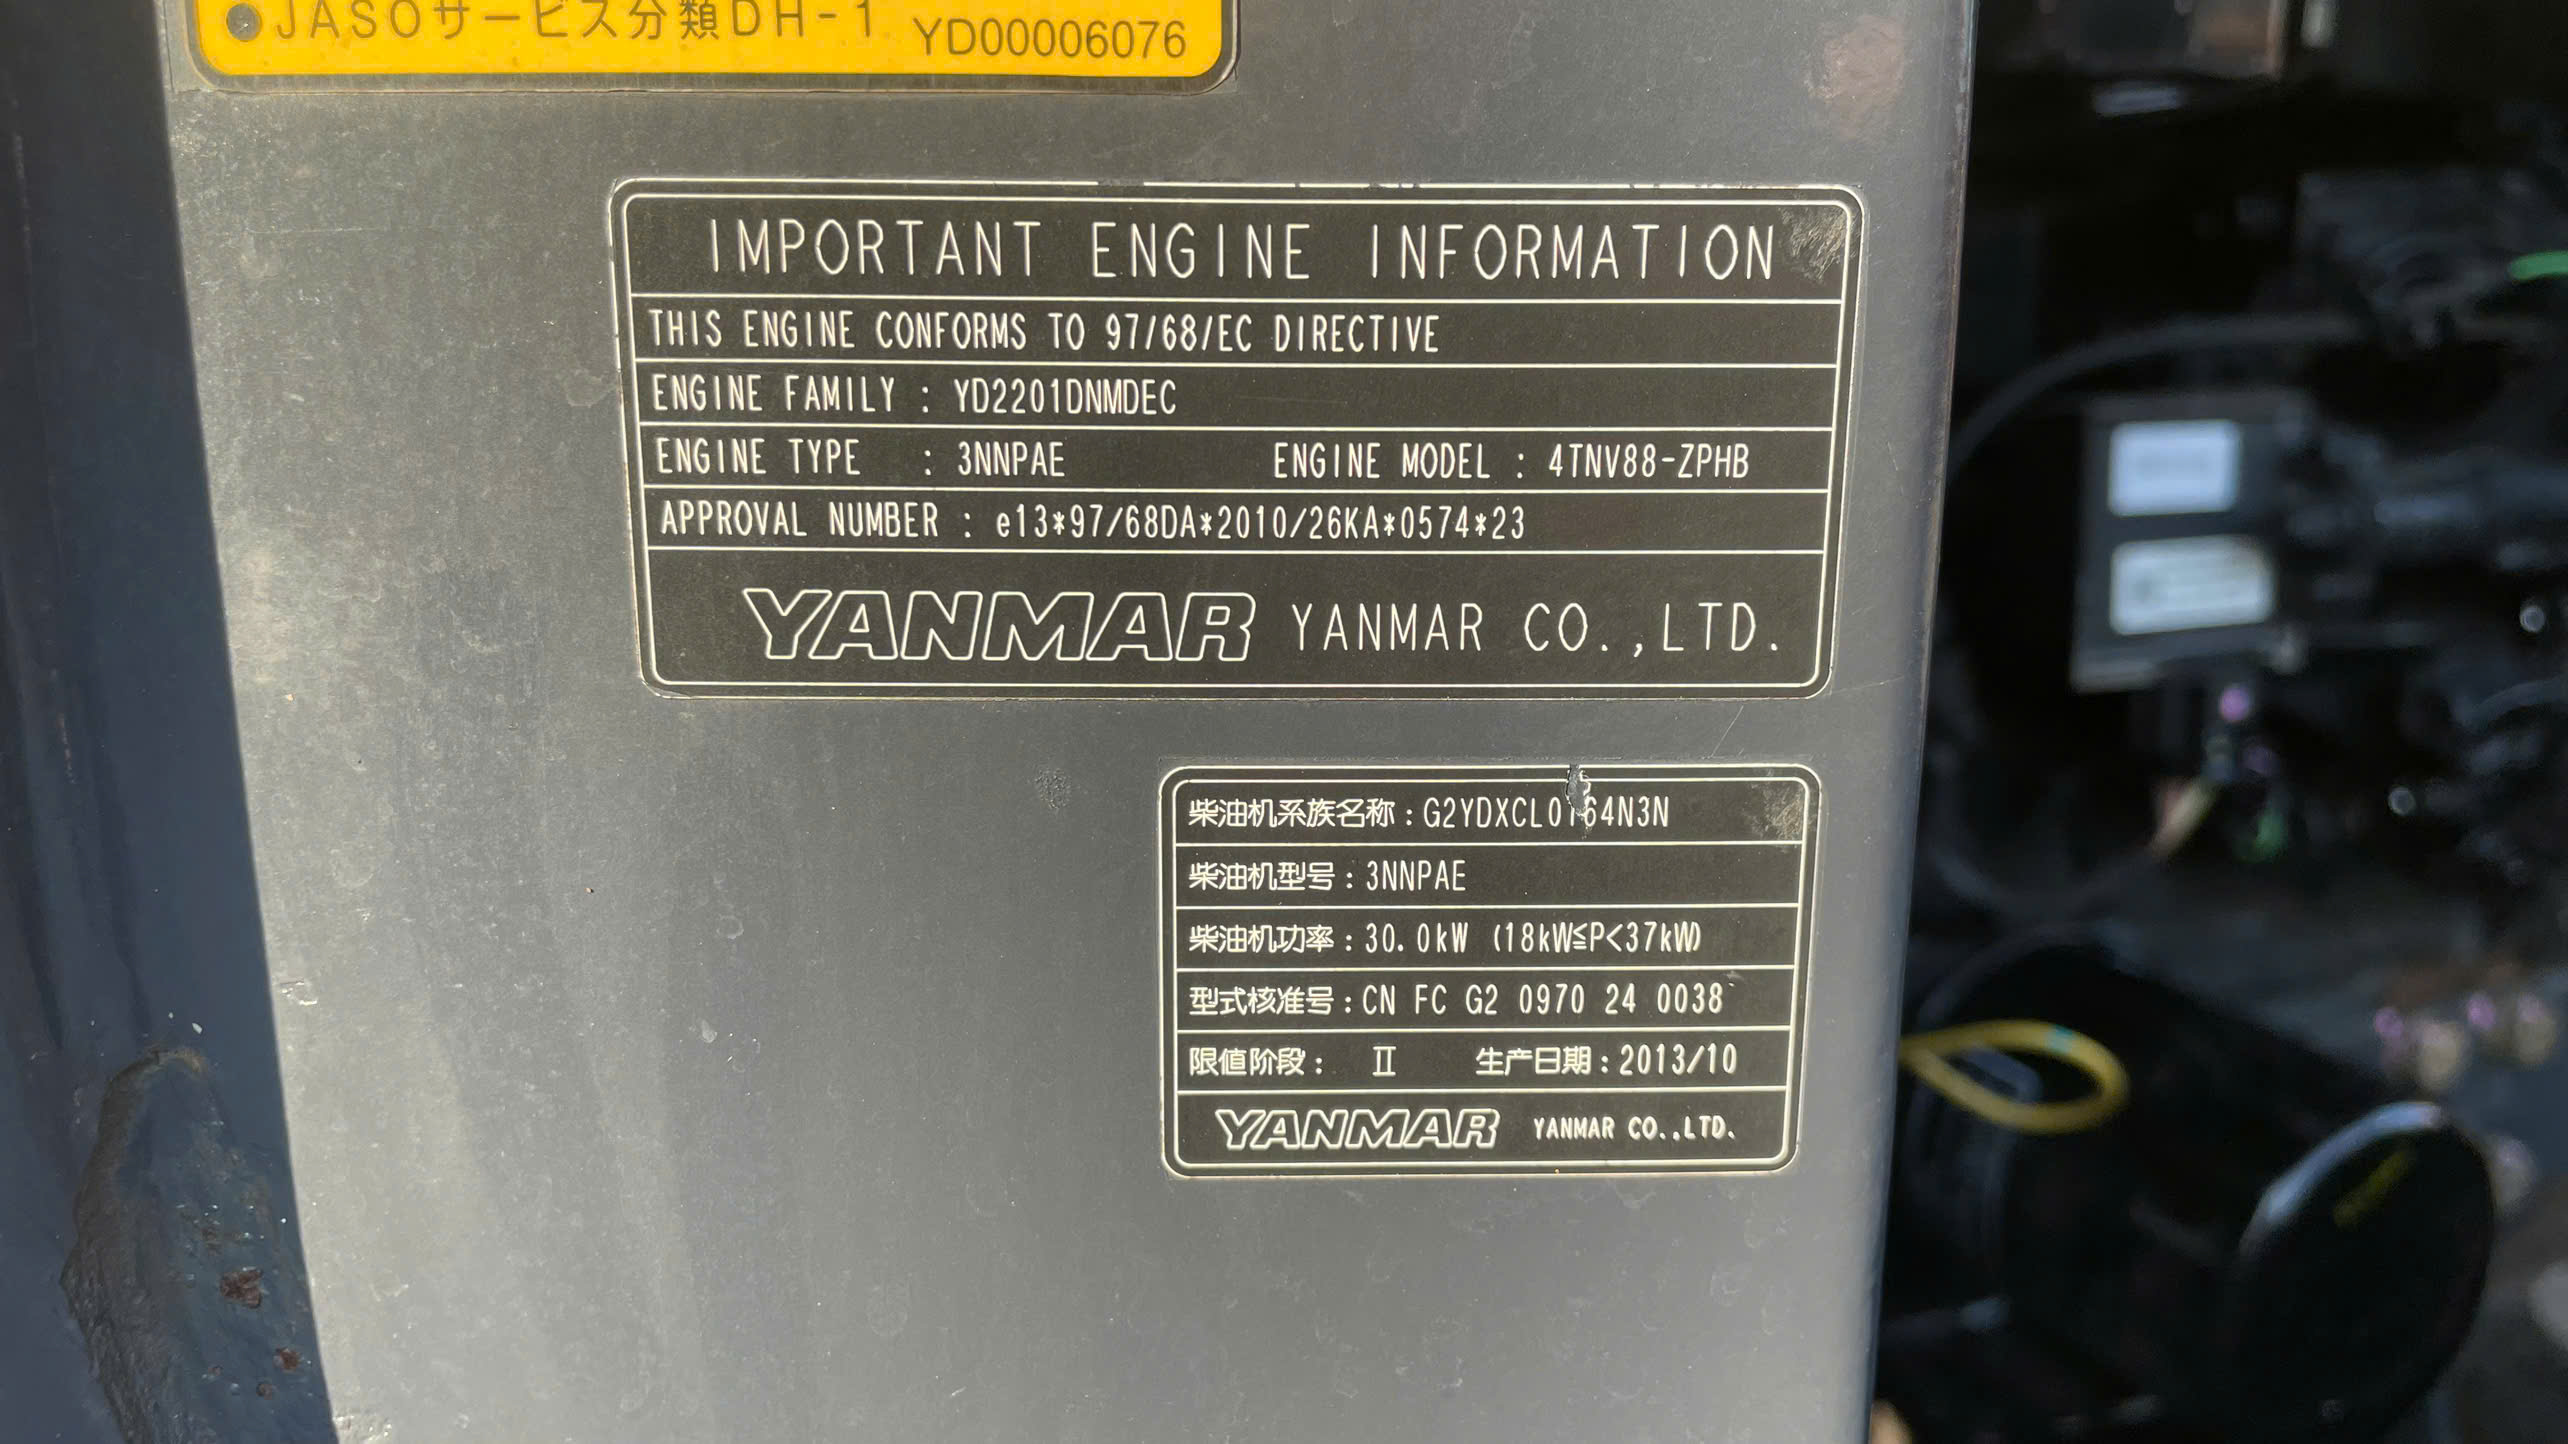 ●JASOサービス分類DH-1 YD00006076
IMPORTANT ENGINE INFORMATION
THIS ENGINE CONFORMS TO 97/68/EC DIRECTIVE
ENGINE FAMILY : YD2201DNMDEC
ENGINE TYPE : 3NNPAE ENGINE MODEL : 4TNV88-ZPHB
APPROVAL NUMBER : e13*97/68DA*2010/26KA*0574*23
YANMAR YANMAR CO.,LTD.
柴油机系族名称:
柴油机型号:3NNPAE
柴油机功率:30.0kW (18kW≦P<37kW)
型式核准号:CN FC G2 0970 24 0038
限値阶段: Ⅱ 生产日期:2013/10
YANMAR YANMAR CO.,LTD.